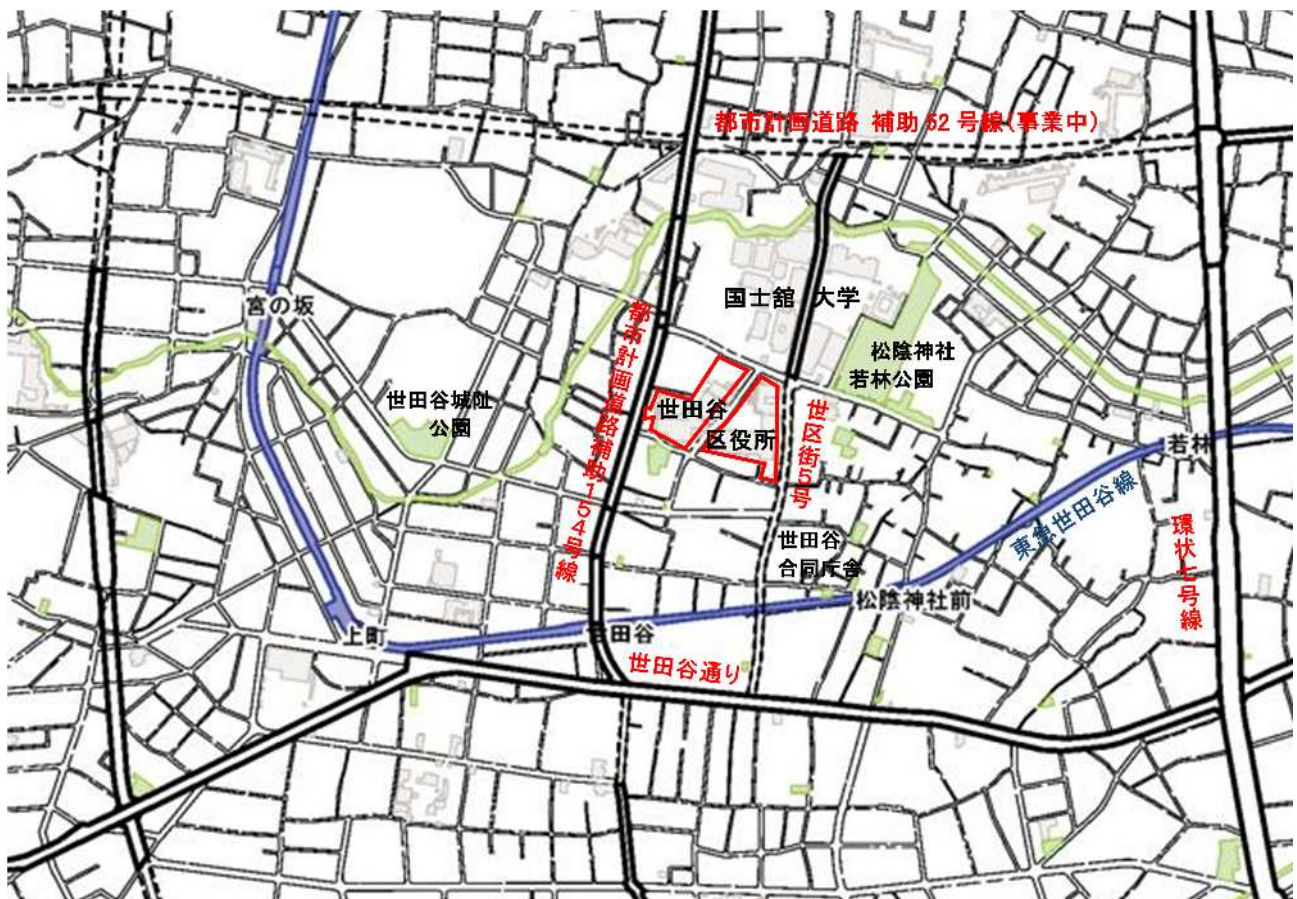 都市計画道路 補助52号線(事業中)
国士舘 大学
宮の坂
都市計画道路補助154号線
松陰神社
若林公園
世田谷城址
公園
世田谷
区役所
世区街5号
若林
東急世田谷線
環状七号線
世田谷
合同庁舎
松陰神社前
上町
世田谷
世田谷通り